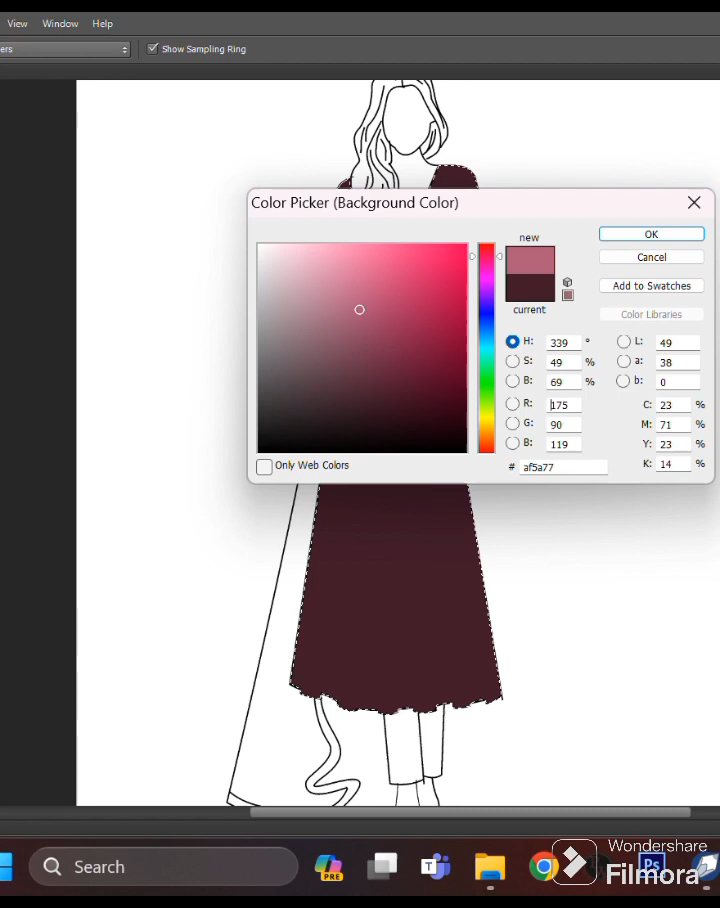 View Window Help
ers
Show Sampling Ring
Color Picker (Background Color)
new
current
OK
Cancel
Add to Swatches
Color Libraries
H: 339 °
S: 49 %
B: 69 %
R: 175
G: 90
B: 119
L: 49
a: 38
b: 0
C: 23 %
M: 71 %
Y: 23 %
K: 14 %
# af5a77
Only Web Colors
Search
PRE
T
Ps
Wondershare
Filmora